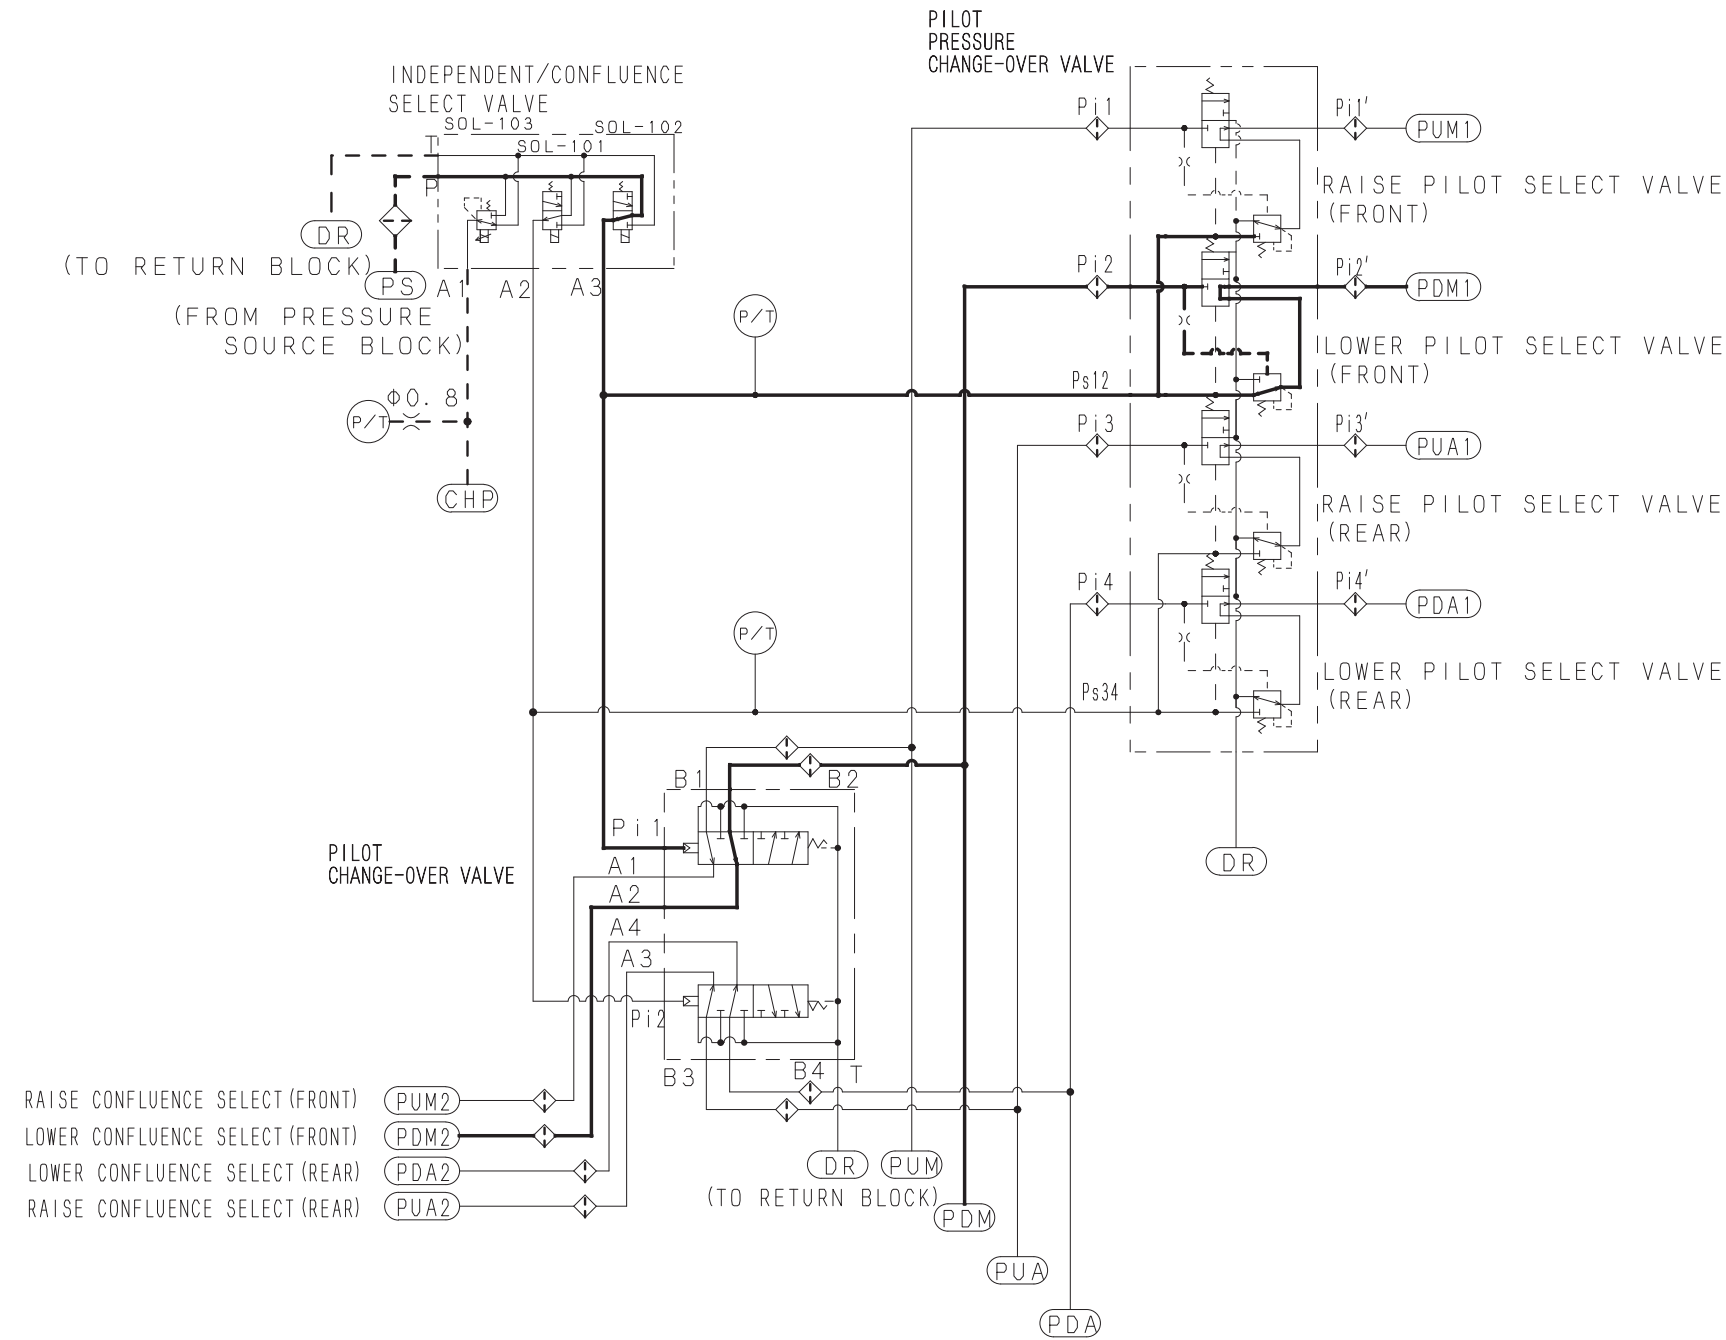 PILOT
PRESSURE
CHANGE-OVER VALVE
INDEPENDENT/CONFLUENCE
SELECT VALVE
SOL-103
SOL-102
SOL-101
T
P
DR
(TO RETURN BLOCK)
PS
(FROM PRESSURE
SOURCE BLOCK)
A1
A2
A3
P/T
Φ0.8
P/T
CHP
Pi1
Pi1'
PUM1
RAISE PILOT SELECT VALVE
(FRONT)
Pi2
Pi2'
PDM1
LOWER PILOT SELECT VALVE
(FRONT)
Ps12
Pi3
Pi3'
PUA1
RAISE PILOT SELECT VALVE
(REAR)
Pi4
Pi4'
PDA1
LOWER PILOT SELECT VALVE
(REAR)
P/T
Ps34
DR
B1
B2
Pi1
PILOT
CHANGE-OVER VALVE
A1
A2
A4
A3
Pi2
B3
B4
T
RAISE CONFLUENCE SELECT(FRONT)
PUM2
LOWER CONFLUENCE SELECT(FRONT)
PDM2
LOWER CONFLUENCE SELECT(REAR)
PDA2
RAISE CONFLUENCE SELECT(REAR)
PUA2
DR
PUM
(TO RETURN BLOCK)
PDM
PUA
PDA